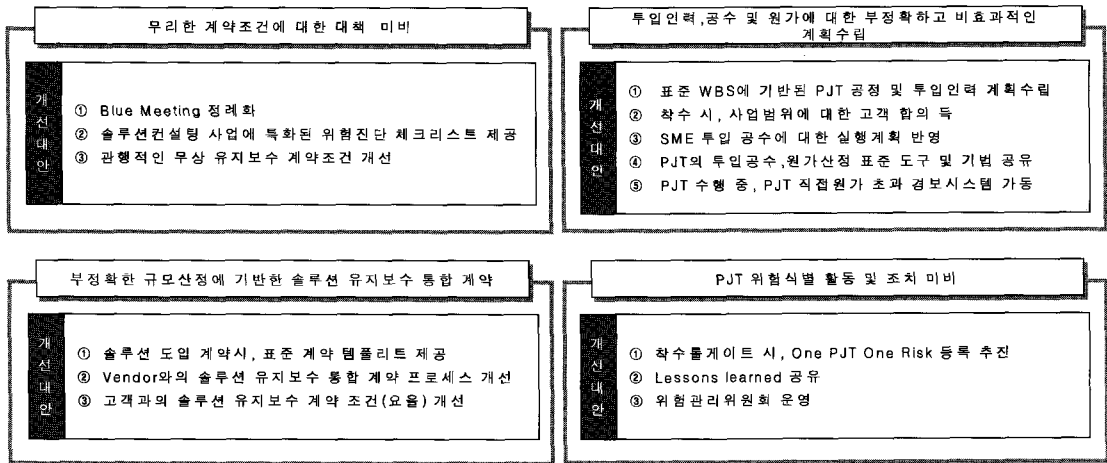 무리한 계약조건에 대한 대책 미비
개선대안
① Blue Meeting 정례화
② 솔루션컨설팅 사업에 특화된 위험진단 체크리스트 제공
③ 관행적인 무상 유지보수 계약조건 개선
투입인력,공수 및 원가에 대한 부정확하고 비효과적인
계획수립
개선대안
① 표준 WBS에 기반된 PJT 공정 및 투입인력 계획수립
② 착수 시, 사업범위에 대한 고객 합의 득
③ SME 투입 공수에 대한 실행계획 반영
④ PJT의 투입공수,원가산정 표준 도구 및 기법 공유
⑤ PJT 수행 중, PJT 직접원가 초과 경보시스템 가동
부정확한 규모산정에 기반한 솔루션 유지보수 통합 계약
개선대안
① 솔루션 도입 계약시, 표준 계약 템플리트 제공
② Vendor와의 솔루션 유지보수 통합 계약 프로세스 개선
③ 고객과의 솔루션 유지보수 계약 조건(요율) 개선
PJT 위험식별 활동 및 조치 미비
개선대안
① 착수롤게이트 시, One PJT One Risk 등록 추진
② Lessons learned 공유
③ 위험관리위원회 운영